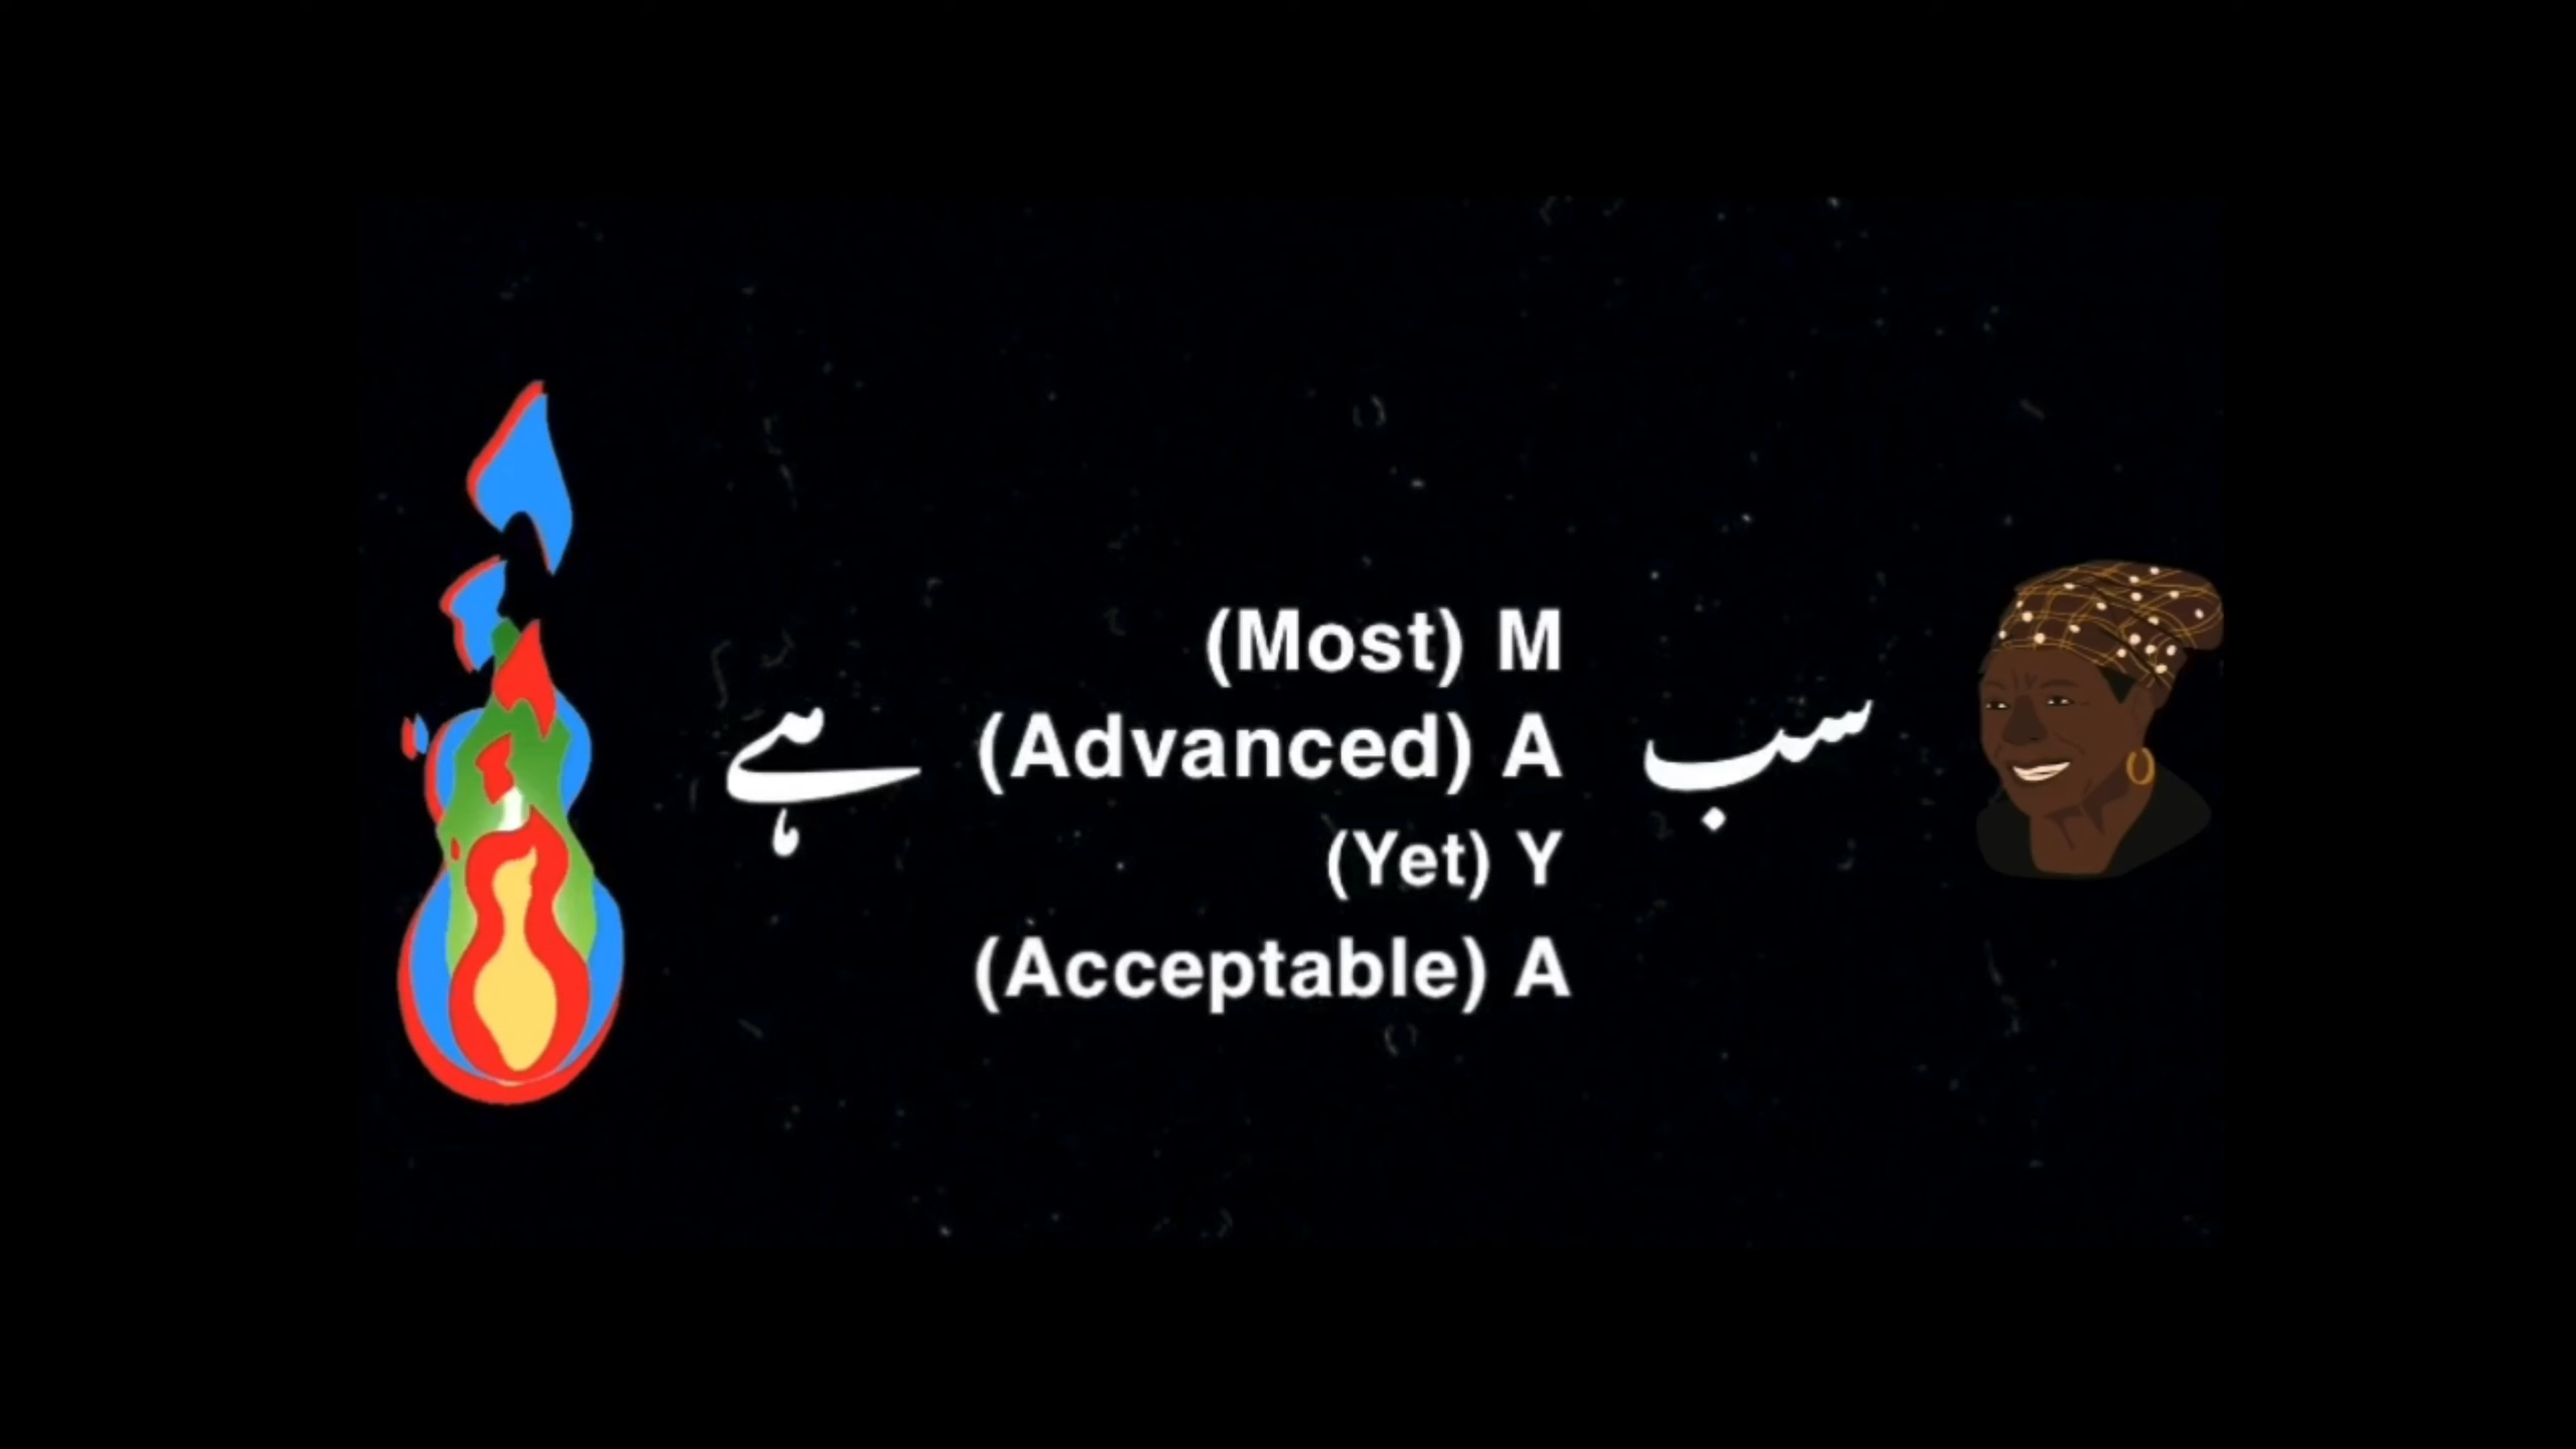 سب
(Most) M
(Advanced) A
(Yet) Y
(Acceptable) A
ہے